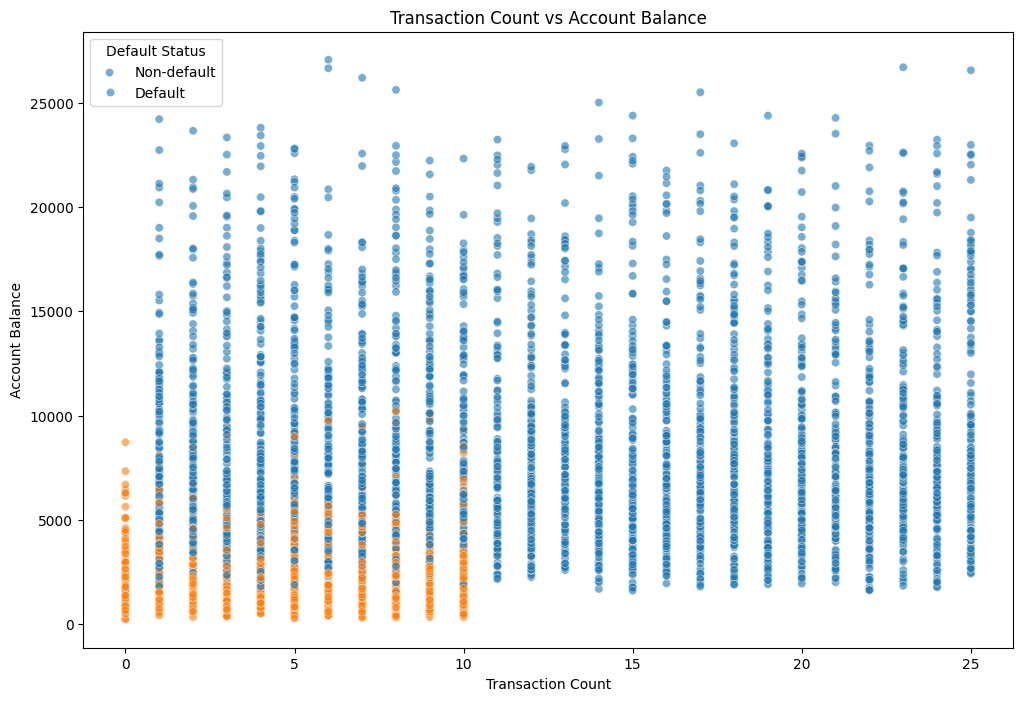 Transaction Count vs Account Balance
Default Status
Non-default
Default
Account Balance
25000
20000
15000
10000
5000
0
0 5 10 15 20 25
Transaction Count